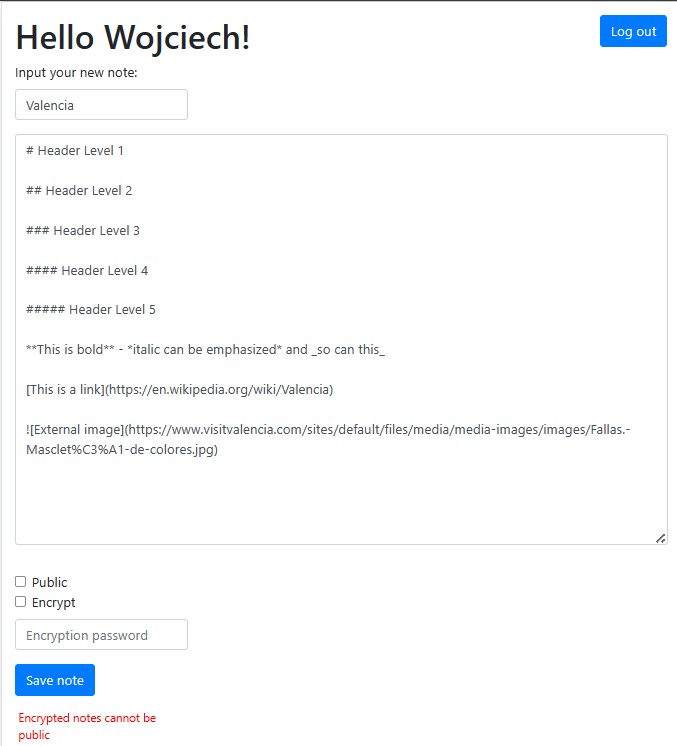 Hello Wojciech!
Log out
Input your new note:
Valencia
# Header Level 1
## Header Level 2
### Header Level 3
#### Header Level 4
##### Header Level 5
**This is bold** - *italic can be emphasized* and _so can this_
[This is a link](https://en.wikipedia.org/wiki/Valencia)
![External image](https://www.visitvalencia.com/sites/default/files/media/media-images/images/Fallas.-
Masclet%C3%A1-de-colores.jpg)
Public
Encrypt
Encryption password
Save note
Encrypted notes cannot be
public